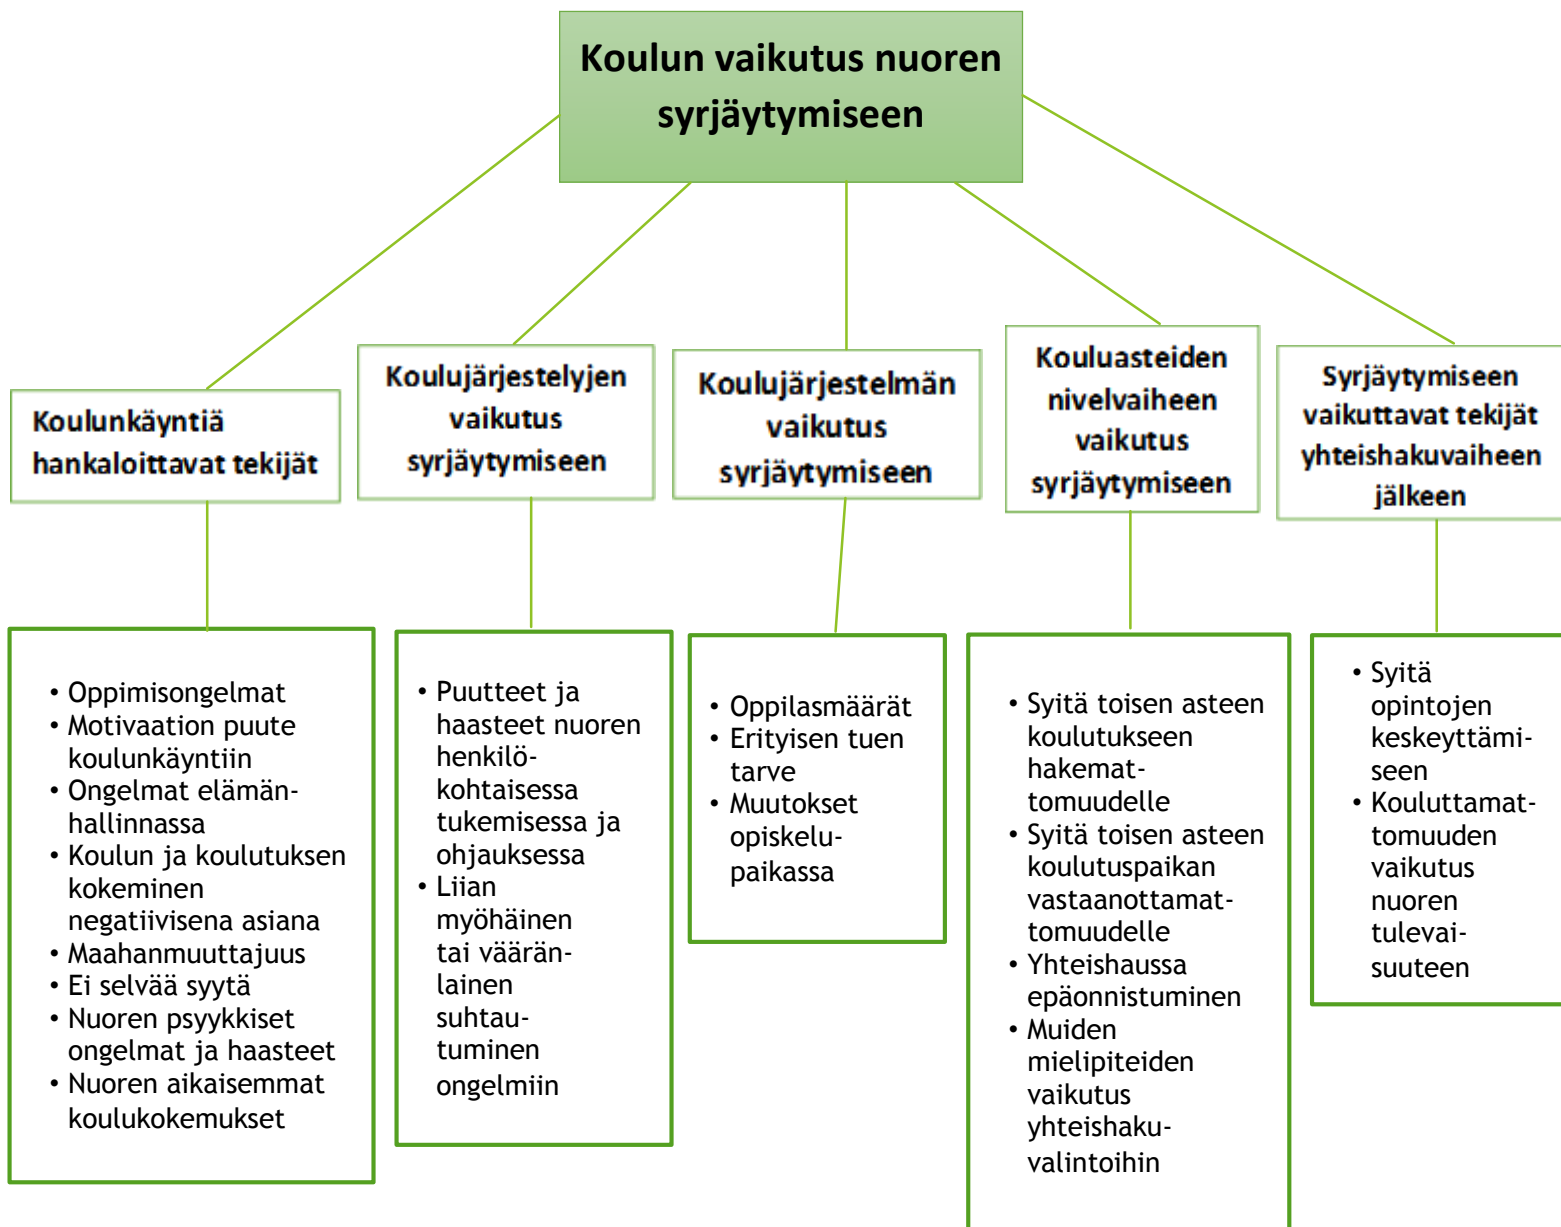 Koulun vaikutus nuoren
syrjäytymiseen
Koulunkäyntiä
hankaloittavat tekijät
Koulujärjestelyjen
vaikutus
syrjäytymiseen
Koulujärjestelmän
vaikutus
syrjäytymiseen
Kouluasteiden
nivelvaiheen
vaikutus
syrjäytymiseen
Syrjäytymiseen
vaikuttavat tekijät
yhteishakuvaiheen
jälkeen
• Oppimisongelmat
• Motivaation puute
koulunkäyntiin
• Ongelmat elämän-
hallinnassa
• Koulun ja koulutuksen
kokeminen
negatiivisena asiana
• Maahanmuuttajuus
• Ei selvää syytä
• Nuoren psyykkiset
ongelmat ja haasteet
• Nuoren aikaisemmat
koulukokemukset
• Puutteet ja
haasteet nuoren
henkilö-
kohtaisessa
tukemisessa ja
ohjauksessa
• Liian
myöhäinen
tai väärän-
lainen
suhtau-
tuminen
ongelmiin
• Oppilasmäärät
• Erityisen tuen
tarve
• Muutokset
opiskelu-
paikassa
• Syitä toisen asteen
koulutukseen
hakemat-
tomuudelle
• Syitä toisen asteen
koulutuspaikan
vastaanottamat-
tomuudelle
• Yhteishaussa
epäonnistuminen
• Muiden
mielipiteiden
vaikutus
yhteishaku-
valintoihin
• Syitä
opintojen
keskeyttämi-
seen
• Kouluttamat-
tomuuden
vaikutus
nuoren
tulevai-
suuteen